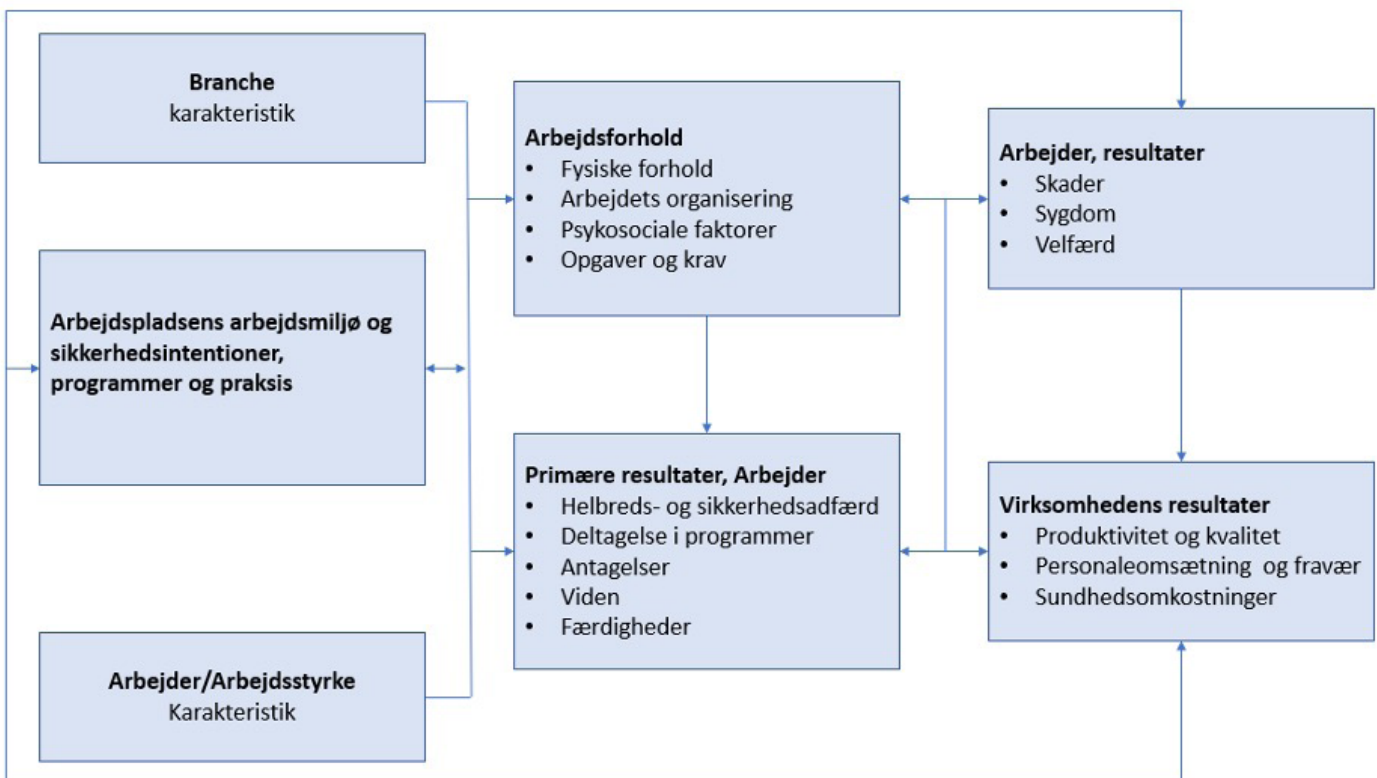 Branche
karakteristik
Arbejdspladsens arbejdsmiljø og
sikkerhedsintentioner,
programmer og praksis
Arbejder/Arbejdsstyrke
Karakteristik
Arbejdsforhold
• Fysiske forhold
• Arbejdets organisering
• Psykosociale faktorer
• Opgaver og krav
Primære resultater, Arbejder
• Helbreds- og sikkerhedsadfærd
• Deltagelse i programmer
• Antagelser
• Viden
• Færdigheder
Arbejder, resultater
• Skader
• Sygdom
• Velfærd
Virksomhedens resultater
• Produktivitet og kvalitet
• Personaleomsætning og fravær
• Sundhedsomkostninger